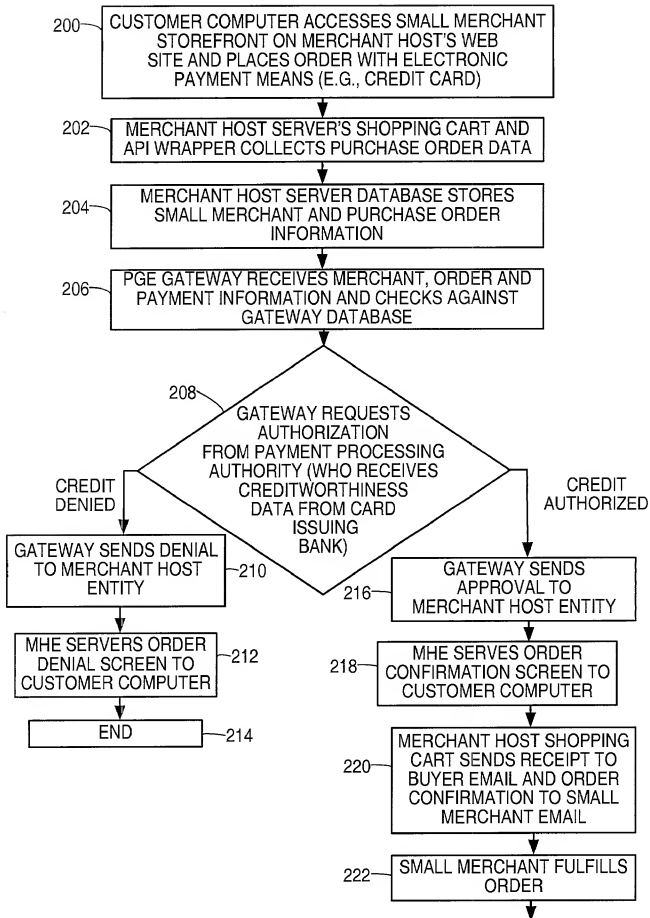 200
CUSTOMER COMPUTER ACCESSES SMALL MERCHANT
STOREFRONT ON MERCHANT HOST'S WEB
SITE AND PLACES ORDER WITH ELECTRONIC
PAYMENT MEANS (E.G., CREDIT CARD)
202
MERCHANT HOST SERVER'S SHOPPING CART AND
API WRAPPER COLLECTS PURCHASE ORDER DATA
204
MERCHANT HOST SERVER DATABASE STORES
SMALL MERCHANT AND PURCHASE ORDER
INFORMATION
206
PGE GATEWAY RECEIVES MERCHANT, ORDER AND
PAYMENT INFORMATION AND CHECKS AGAINST
GATEWAY DATABASE
208
GATEWAY REQUESTS
AUTHORIZATION
FROM PAYMENT PROCESSING
AUTHORITY (WHO RECEIVES
CREDITWORTHINESS
DATA FROM CARD
ISSUING
BANK)
CREDIT
DENIED
GATEWAY SENDS DENIAL
TO MERCHANT HOST
ENTITY
210
MHE SERVERS ORDER
DENIAL SCREEN TO
CUSTOMER COMPUTER
212
END
214
CREDIT
AUTHORIZED
216
GATEWAY SENDS
APPROVAL TO
MERCHANT HOST ENTITY
218
MHE SERVES ORDER
CONFIRMATION SCREEN TO
CUSTOMER COMPUTER
220
MERCHANT HOST SHOPPING
CART SENDS RECEIPT TO
BUYER EMAIL AND ORDER
CONFIRMATION TO SMALL
MERCHANT EMAIL
222
SMALL MERCHANT FULFILLS
ORDER